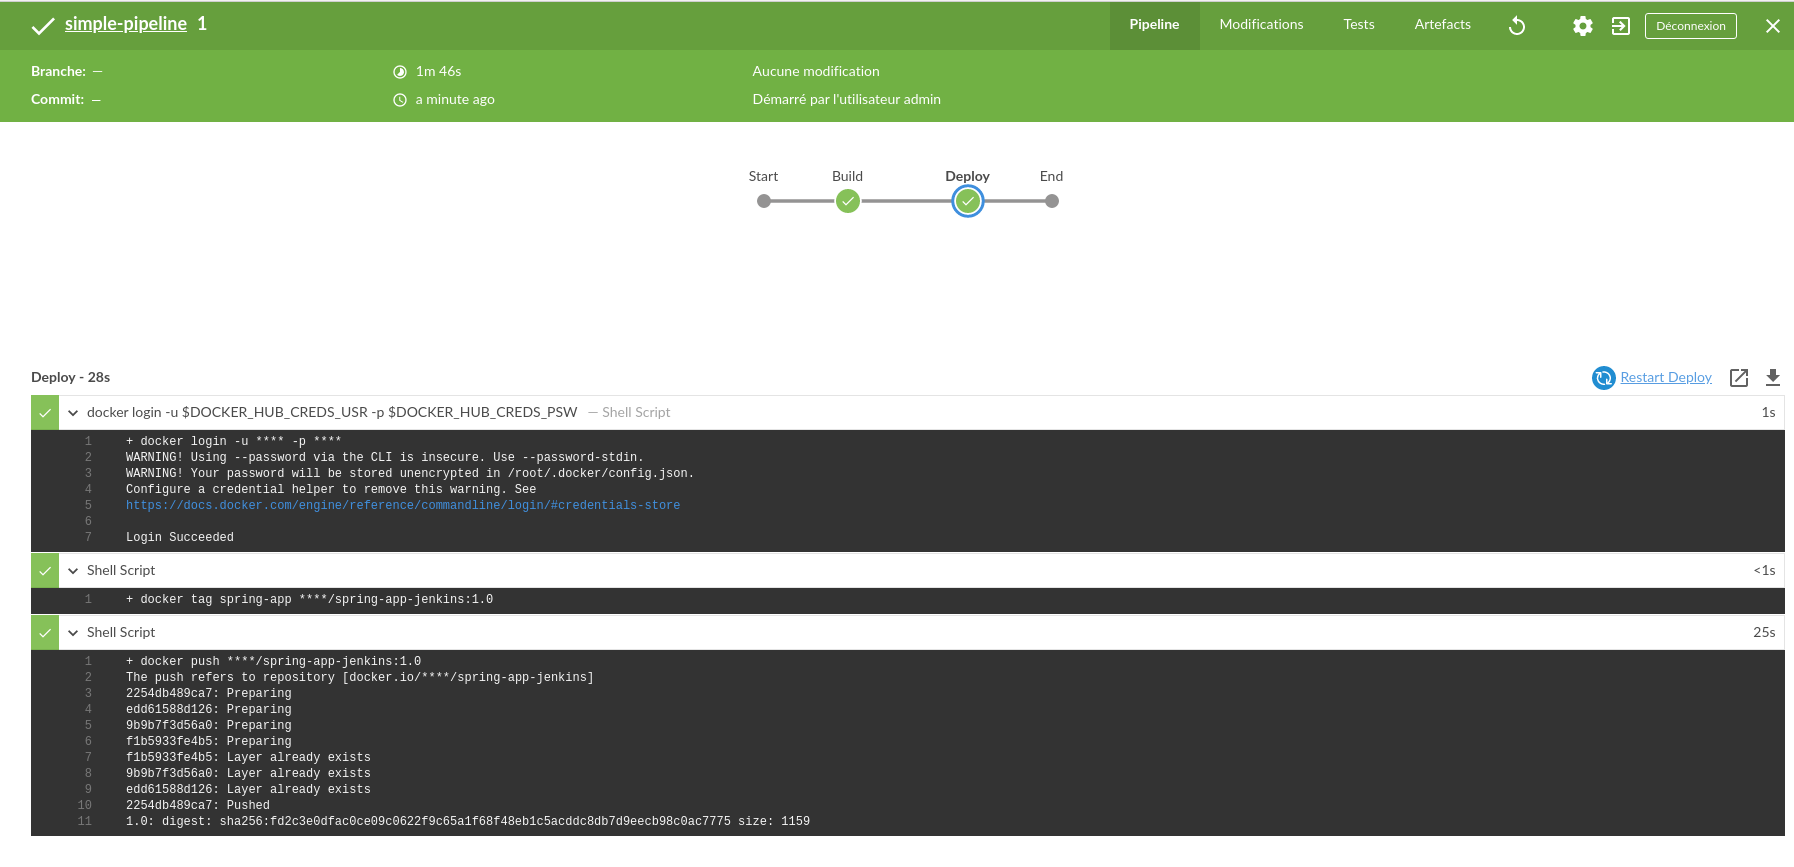 simple-pipeline 1
Pipeline Modifications Tests Artefacts Déconnexion
Branche: — 1m 46s Aucune modification
Commit: — a minute ago Démarré par l'utilisateur admin
Start Build Deploy End
Deploy - 28s Restart Deploy
docker login -u $DOCKER_HUB_CREDS_USR -p $DOCKER_HUB_CREDS_PSW — Shell Script 1s
1 + docker login -u **** -p ****
2 WARNING! Using --password via the CLI is insecure. Use --password-stdin.
3 WARNING! Your password will be stored unencrypted in /root/.docker/config.json.
4 Configure a credential helper to remove this warning. See
5 https://docs.docker.com/engine/reference/commandline/login/#credentials-store
6
7 Login Succeeded
Shell Script <1s
1 + docker tag spring-app ****/spring-app-jenkins:1.0
Shell Script 25s
1 + docker push ****/spring-app-jenkins:1.0
2 The push refers to repository [docker.io/****/spring-app-jenkins]
3 2254db489ca7: Preparing
4 edd61588d126: Preparing
5 9b9b7f3d56a0: Preparing
6 f1b5933fe4b5: Preparing
7 f1b5933fe4b5: Layer already exists
8 9b9b7f3d56a0: Layer already exists
9 edd61588d126: Layer already exists
10 2254db489ca7: Pushed
11 1.0: digest: sha256:fd2c3e0dfac0ce09c0622f9c65a1f68f48eb1c5acddc8db7d9eecb98c0ac7775 size: 1159